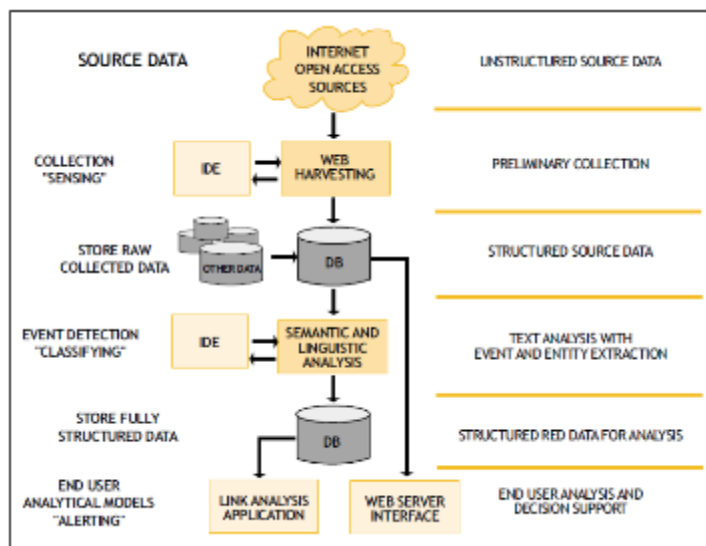 SOURCE DATA
INTERNET
OPEN ACCESS
SOURCES
UNSTRUCTURED SOURCE DATA
COLLECTION
"SENSING"
IDE
WEB
HARVESTING
PRELIMINARY COLLECTION
STORE RAW
COLLECTED DATA
OTHER DATA
DB
STRUCTURED SOURCE DATA
EVENT DETECTION
"CLASSIFYING"
IDE
SEMANTIC AND
LINGUISTIC
ANALYSIS
TEXT ANALYSIS WITH
EVENT AND ENTITY EXTRACTION
STORE FULLY
STRUCTURED DATA
DB
STRUCTURED RED DATA FOR ANALYSIS
END USER
ANALYTICAL MODELS
"ALERTING"
LINK ANALYSIS
APPLICATION
WEB SERVER
INTERFACE
END USER ANALYSIS AND
DECISION SUPPORT